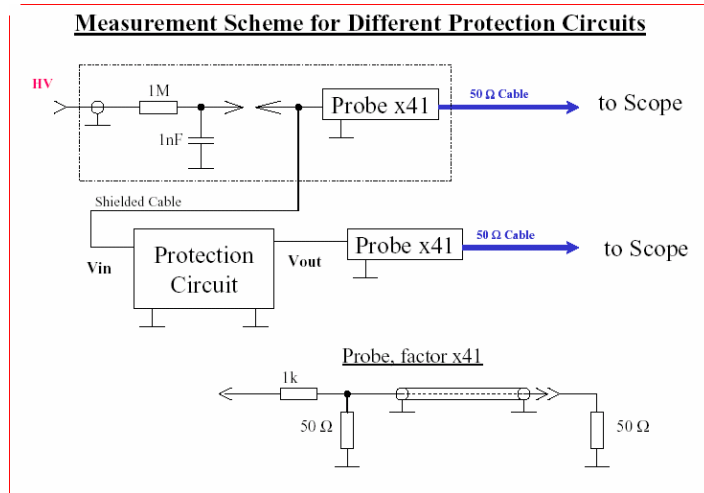 Measurement Scheme for Different Protection Circuits
HV
1M
1nF
Probe x41
50 Ω Cable
to Scope
Shielded Cable
Vin
Protection
Circuit
Vout
Probe x41
50 Ω Cable
to Scope
Probe, factor x41
1k
50 Ω
50 Ω